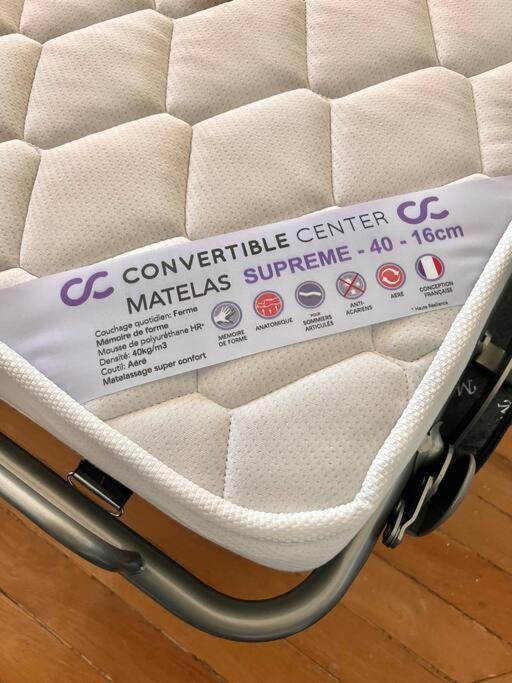 CONVERTIBLE CENTER
MATELAS SUPREME - 40 - 16cm
Couchage quotidien: Ferme
Mémoire de forme
Mousse de polyuréthane HR*
Densité: 40kg/m3
Coutil: Aéré
Matelassage super confort
MÉMOIRE
DE FORME
ANATOMIQUE
POUR
SOMMIERS
ARTICULÉS
ANTI-
ACARIENS
AÉRÉ
CONCEPTION
FRANÇAISE
* Haute Résilience